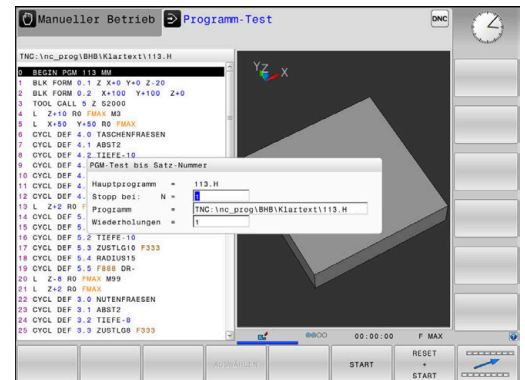 Manueller Betrieb
Programm-Test
DNC
TNC:\nc_prog\BHB\Klartext\113.H
0 BEGIN PGM 113 MM
1 BLK FORM 0.1 Z X+0 Y+0 Z-20
2 BLK FORM 0.2 X+100 Y+100 Z+0
3 TOOL CALL 5 Z S2000
4 L Z+10 R0 FMAX M3
5 L X+50 Y+50 R0 FMAX
6 CYCL DEF 4.0 TASCHENFRAESEN
7 CYCL DEF 4.1 ABST2
8 CYCL DEF 4.2 TIEFE-10
9 CYCL DEF 4.
10 CYCL DEF 4.
11 CYCL DEF 4.
12 CYCL DEF 4.
13 L Z+2 R0 F
14 CYCL DEF 5.
15 CYCL DEF 5.
16 CYCL DEF 5.2 TIEFE-10
17 CYCL DEF 5.3 ZUSTLG10 F333
18 CYCL DEF 5.4 RADIUS15
19 CYCL DEF 5.5 F888 DR-
20 L Z-8 R0 FMAX M99
21 L Z+2 R0 FMAX
22 CYCL DEF 3.0 NUTENFRAESEN
23 CYCL DEF 3.1 ABST2
24 CYCL DEF 3.2 TIEFE-8
25 CYCL DEF 3.3 ZUSTLG8 F333
PGM-Test bis Satz-Nummer
Hauptprogramm = 113.H
Stopp bei: N = 1
Programm = TNC:\nc_prog\BHB\Klartext\113.H
Wiederholungen = 1
Y Z X
00:00:00 F MAX
AUSWÄHLEN
START
RESET
+
START